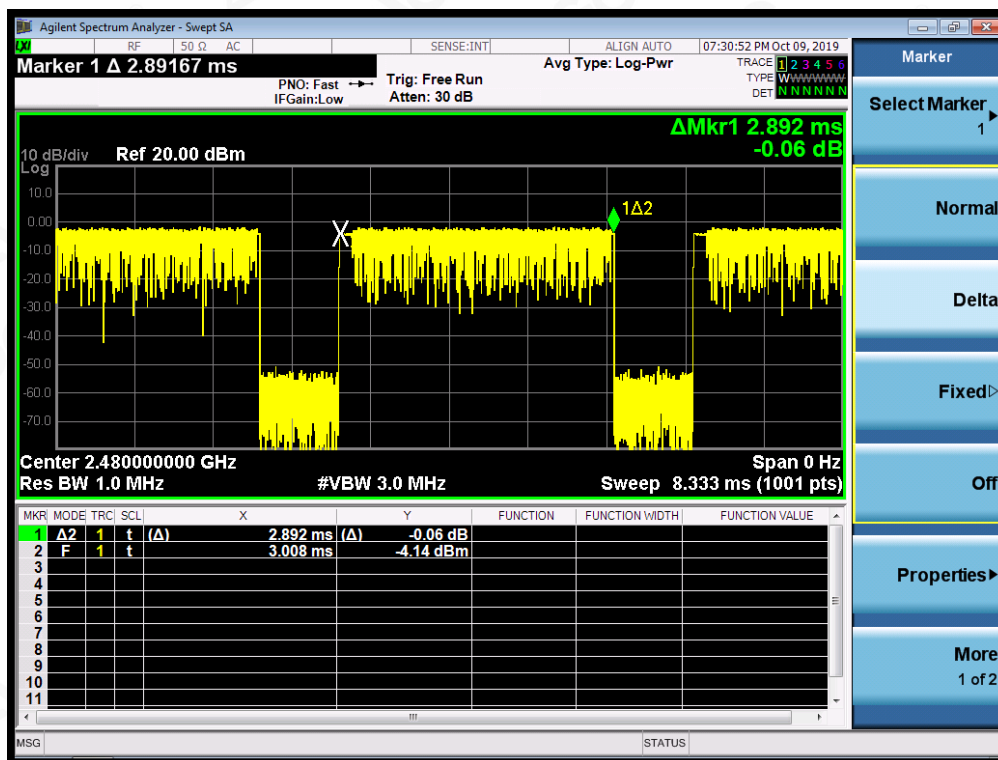 Agilent Spectrum Analyzer - Swept SA
LXI RF 50 Ω AC SENSE:INT ALIGN AUTO 07:30:52 PM Oct 09, 2019
Marker 1 Δ 2.89167 ms
PNO: Fast
IFGain:Low
Trig: Free Run
Atten: 30 dB
Avg Type: Log-Pwr
TRACE 1 2 3 4 5 6
TYPE WWWWWWW
DET N N N N N N
ΔMkr1 2.892 ms
-0.06 dB
10 dB/div Ref 20.00 dBm
Log
10.0
0.00
-10.0
-20.0
-30.0
-40.0
-50.0
-60.0
-70.0
1Δ2
Center 2.480000000 GHz Span 0 Hz
Res BW 1.0 MHz #VBW 3.0 MHz Sweep 8.333 ms (1001 pts)
MKR MODE TRC SCL X Y FUNCTION FUNCTION WIDTH FUNCTION VALUE
1 Δ2 1 t (Δ) 2.892 ms (Δ) -0.06 dB
2 F 1 t 3.008 ms -4.14 dBm
3
4
5
6
7
8
9
10
11
MSG STATUS
Marker
Select Marker
1
Normal
Delta
Fixed
Off
Properties
More
1 of 2